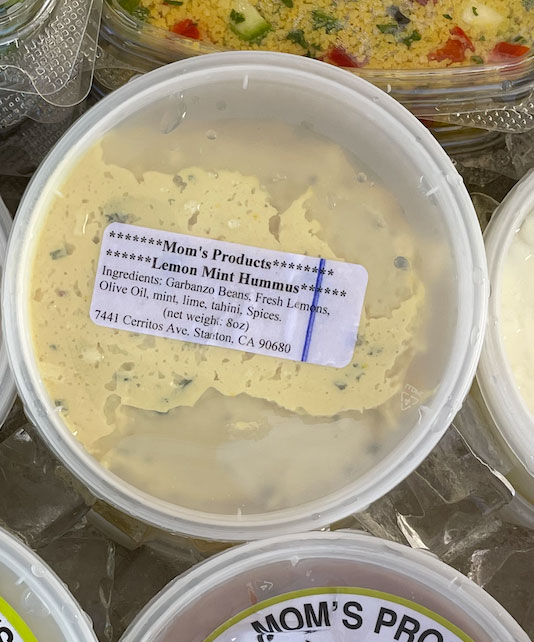 *******Mom's Products********
******Lemon Mint Hummus******
Ingredients: Garbanzo Beans, Fresh Lemons,
Olive Oil, mint, lime, tahini, Spices.
(net weight: 8oz)
7441 Cerritos Ave. Stanton, CA 90680
MOM'S PRO